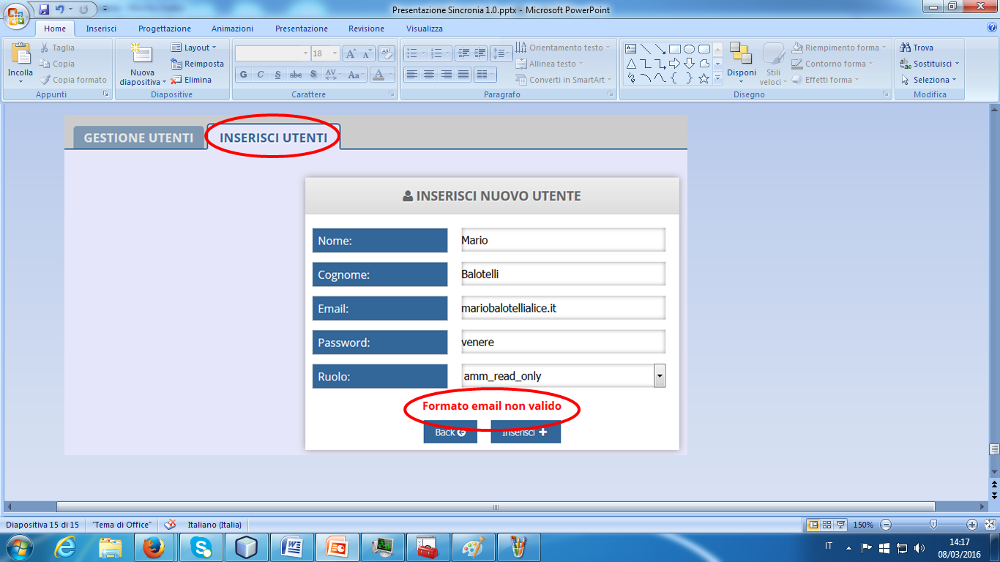 Presentazione Sincronia 1.0.pptx - Microsoft PowerPoint
Home Inserisci Progettazione Animazioni Presentazione Revisione Visualizza
Incolla
Taglia
Copia
Copia formato
Appunti
Nuova diapositiva
Layout
Reimposta
Elimina
Diapositive
18
G C S abc S AV Aa A
Carattere
Orientamento testo
Allinea testo
Converti in SmartArt
Paragrafo
Disponi
Stili veloci
Riempimento forma
Contorno forma
Effetti forma
Disegno
Trova
Sostituisci
Seleziona
Modifica
GESTIONE UTENTI INSERISCI UTENTI
INSERISCI NUOVO UTENTE
Nome: Mario
Cognome: Balotelli
Email: mariobalotellialice.it
Password: venere
Ruolo: amm_read_only
Formato email non valido
Back Inserisci
Diapositiva 15 di 15 "Tema di Office" Italiano (Italia) 150%
IT 14:17
08/03/2016